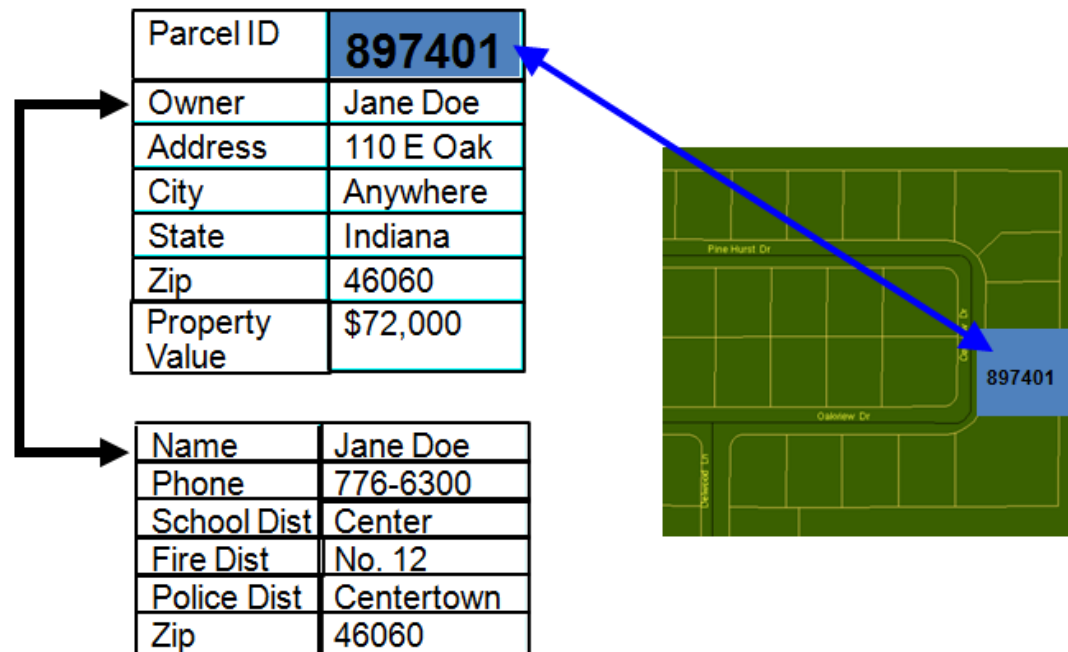 Parcel ID 897401
Owner Jane Doe
Address 110 E Oak
City Anywhere
State Indiana
Zip 46060
Property $72,000
Value
Name Jane Doe
Phone 776-6300
School Dist Center
Fire Dist No. 12
Police Dist Centertown
Zip 46060
Pine Hurst Dr
Dr
897401
Oakview Dr